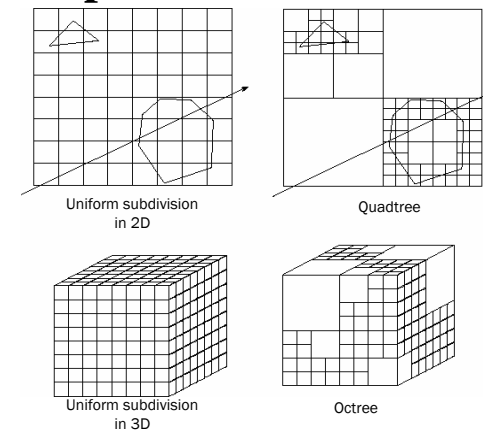 Uniform subdivision
in 2D
Quadtree
Uniform subdivision
in 3D
Octree